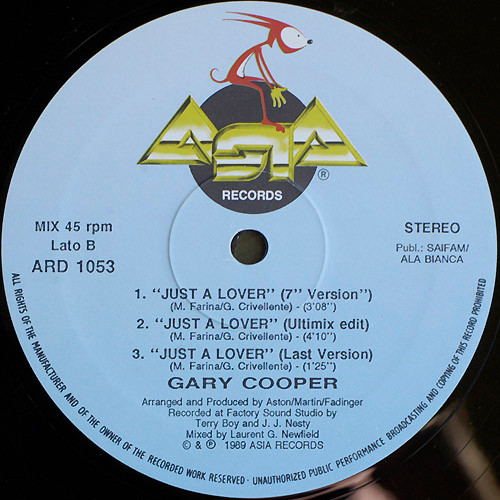 ASIA
®
RECORDS
MIX 45 rpm
Lato B
ARD 1053
STEREO
Publ.: SAIFAM/
ALA BIANCA
1. "JUST A LOVER" (7" Version")
(M. Farina/G. Crivellente) - (3'08")
2. "JUST A LOVER" (Ultimix edit)
(M. Farina/G. Crivellente) - (4'10")
3. "JUST A LOVER" (Last Version)
(M. Farina/G. Crivellente) - (1'25")
GARY COOPER
Arranged and Produced by Aston/Martin/Fadinger
Recorded at Factory Sound Studio by
Terry Boy and J. J. Nesty
Mixed by Laurent G. Newfield
© & ℗ 1989 ASIA RECORDS
ALL RIGHTS OF THE MANUFACTURER AND OF THE OWNER OF THE RECORDED WORK RESERVED - UNAUTHORIZED PUBLIC PERFORMANCE BROADCASTING AND COPYING OF THIS RECORD PROHIBITED